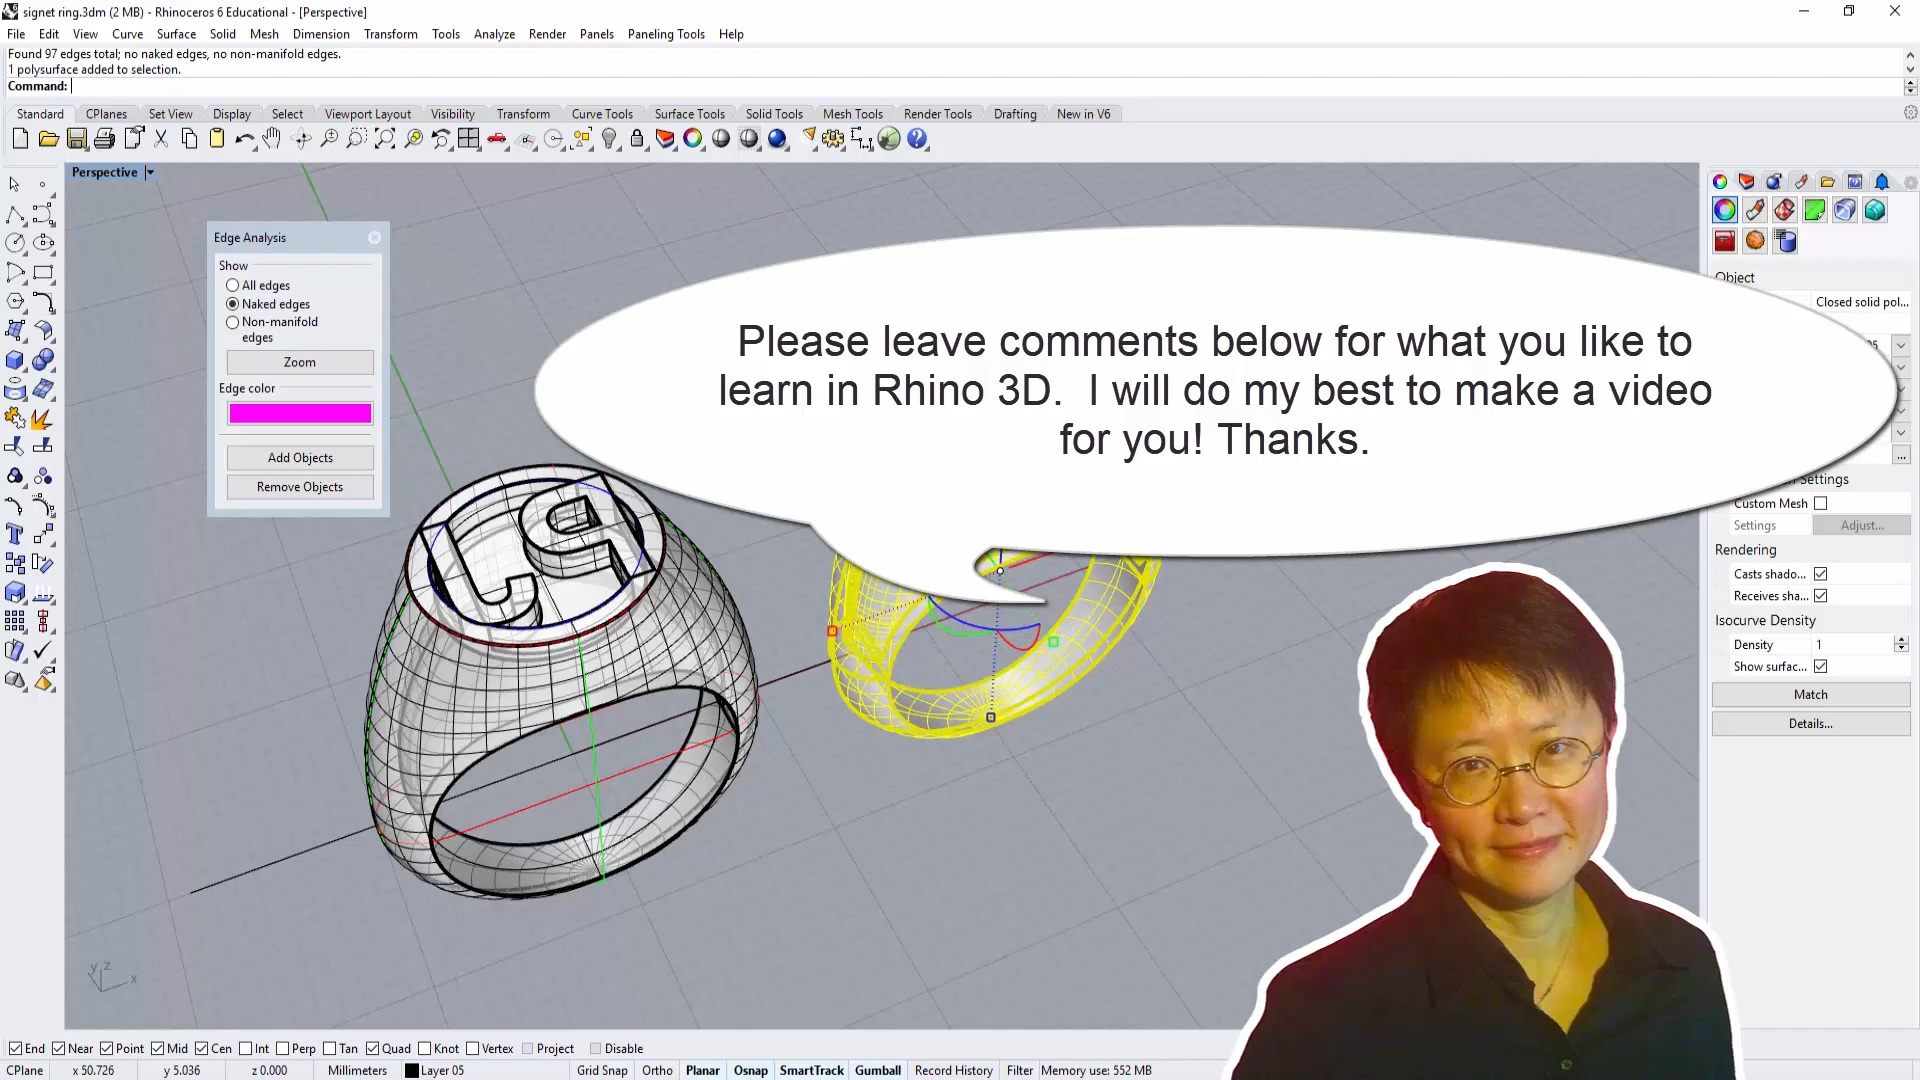 signet ring.3dm (2 MB) - Rhinoceros 6 Educational - [Perspective]
File Edit View Curve Surface Solid Mesh Dimension Transform Tools Analyze Render Panels Paneling Tools Help
Found 97 edges total; no naked edges, no non-manifold edges.
1 polysurface added to selection.
Command:
Standard CPlanes Set View Display Select Viewport Layout Visibility Transform Curve Tools Surface Tools Solid Tools Mesh Tools Render Tools Drafting New in V6
Perspective
Edge Analysis
Show
All edges
Naked edges
Non-manifold
edges
Zoom
Edge color
Add Objects
Remove Objects
Please leave comments below for what you like to
learn in Rhino 3D. I will do my best to make a video
for you! Thanks.
Object
Closed solid pol...
...
Settings
Custom Mesh
Settings Adjust...
Rendering
Casts shado...
Receives sha...
Isocurve Density
Density 1
Show surfac...
Match
Details...
y z x
End Near Point Mid Cen Int Perp Tan Quad Knot Vertex Project Disable
CPlane x 50.726 y 5.036 z 0.000 Millimeters Layer 05 Grid Snap Ortho Planar Osnap SmartTrack Gumball Record History Filter Memory use: 552 MB